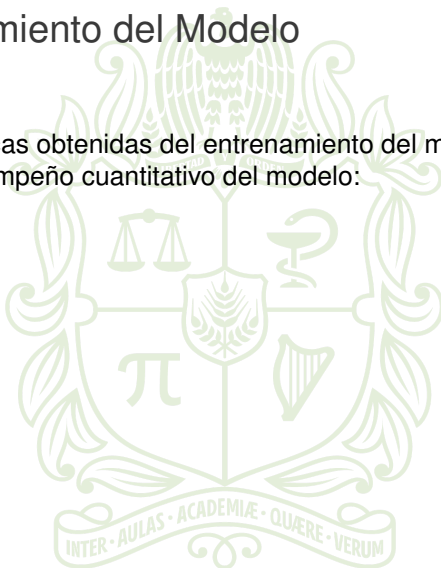 miento del Modelo
as obtenidas del entrenamiento del m
mpeño cuantitativo del modelo:
π
INTER · AULAS · ACADEMIÆ · QUÆRE · VERUM